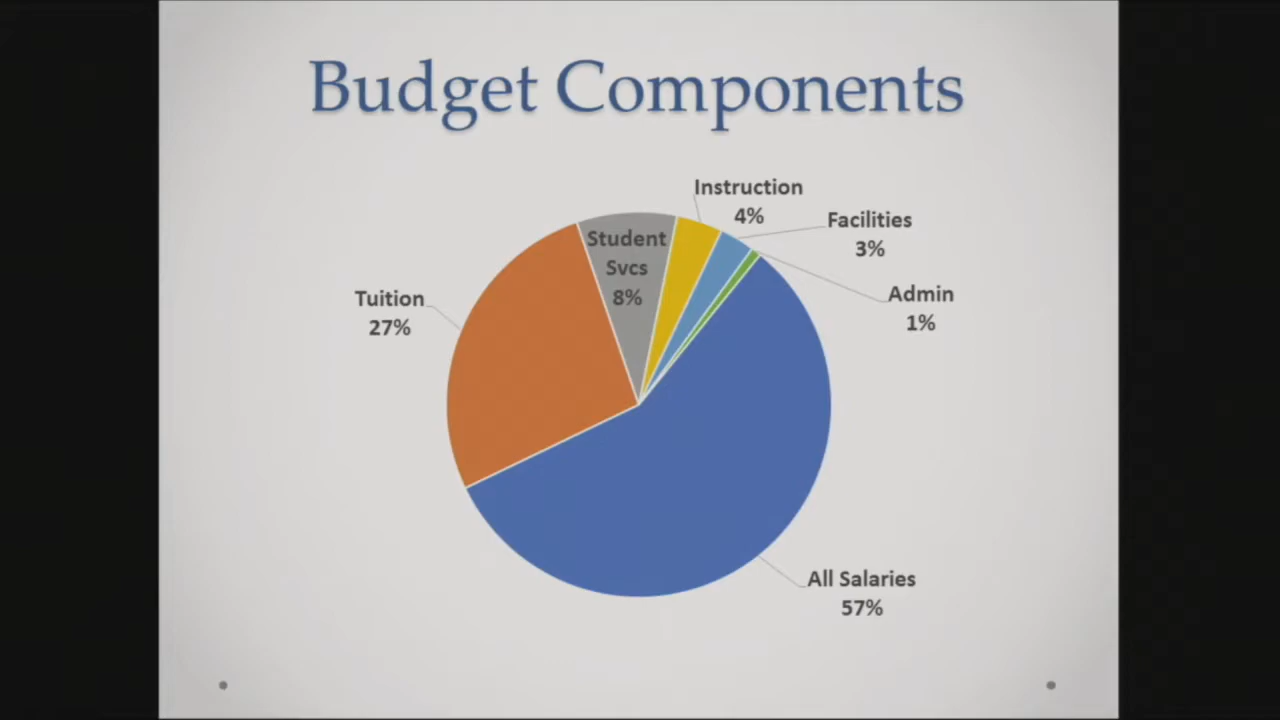 Budget Components
Instruction
4%
Facilities
3%
Student
Svcs
8%
Admin
1%
Tuition
27%
All Salaries
57%